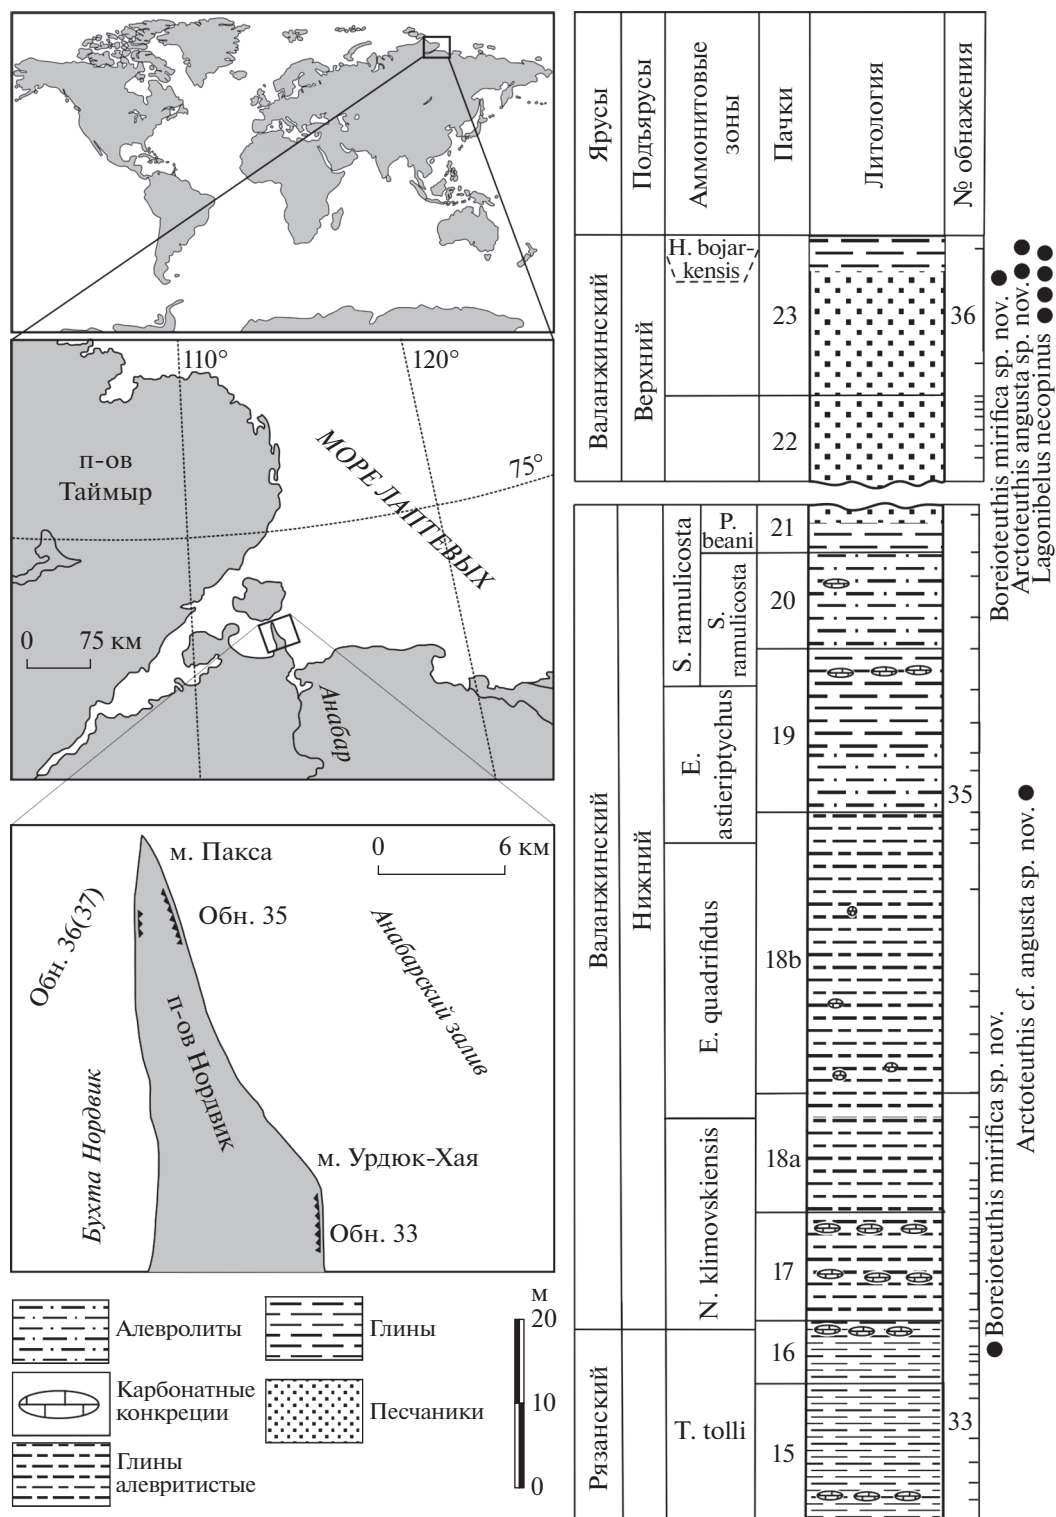 110°
120°
75°
п-ов
Таймыр
МОРЕ ЛАПТЕВЫХ
0 75 км
Анабар
м. Пакса
0 6 км
Обн. 35
Обн. 36(37)
Анабарский залив
п-ов Нордвик
Бухта Нордвик
м. Урдюк-Хая
Обн. 33
Алевролиты
Глины
Карбонатные
конкреции
Песчаники
Глины
алевритистые
м
20
10
0
Ярусы
Подъярусы
Аммонитовые
зоны
Пачки
Литология
№ обнажения
Валанжинский
Верхний
H. bojar-
kensis
23
22
36
Boreioteuthis mirifica sp. nov.
Arctoteuthis angusta sp. nov.
Lagonibelus necopinus
Валанжинский
Нижний
S. ramulicosta
P.
beani
S.
ramulicosta
E.
astieriptychus
E. quadrifidus
N. klimovskiensis
21
20
19
18b
18a
17
35
Arctoteuthis cf. angusta sp. nov.
Boreioteuthis mirifica sp. nov.
Рязанский
T. tolli
16
15
33